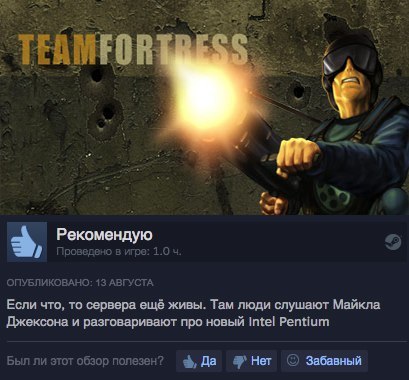 TEAMFORTRESS
Рекомендую
Проведено в игре: 1.0 ч.
ОПУБЛИКОВАНО: 13 АВГУСТА
Если что, то сервера ещё живы. Там люди слушают Майкла
Джексона и разговаривают про новый Intel Pentium
Был ли этот обзор полезен? Да Нет Забавный